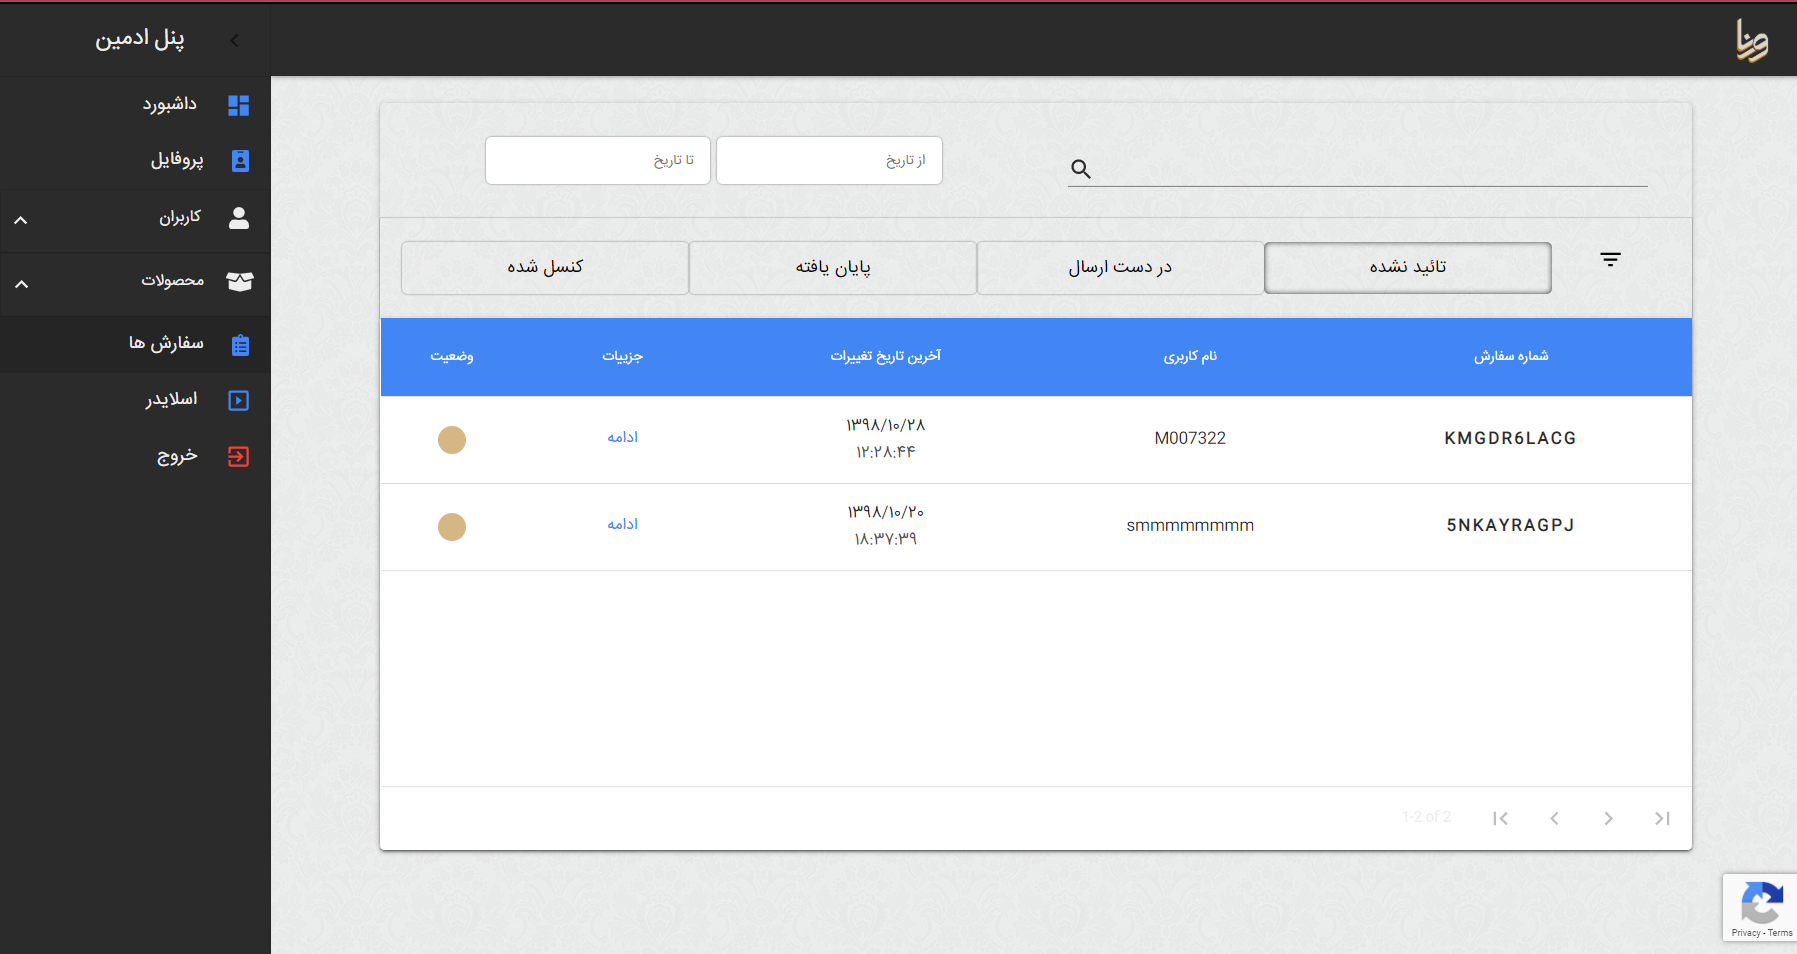 ورنا
پنل ادمین
داشبورد
پروفایل
کاربران
محصولات
سفارش ها
اسلایدر
خروج
از تاریخ
تا تاریخ
تائید نشده
در دست ارسال
پایان یافته
کنسل شده
شماره سفارش
نام کاربری
آخرین تاریخ تغییرات
جزییات
وضعیت
KMGDR6LACG
M007322
۱۳۹۸/۱۰/۲۸
۱۲:۲۸:۴۴
ادامه
5NKAYRAGPJ
smmmmmmmm
۱۳۹۸/۱۰/۲۰
۱۸:۳۷:۳۹
ادامه
1-2 of 2
Privacy - Terms